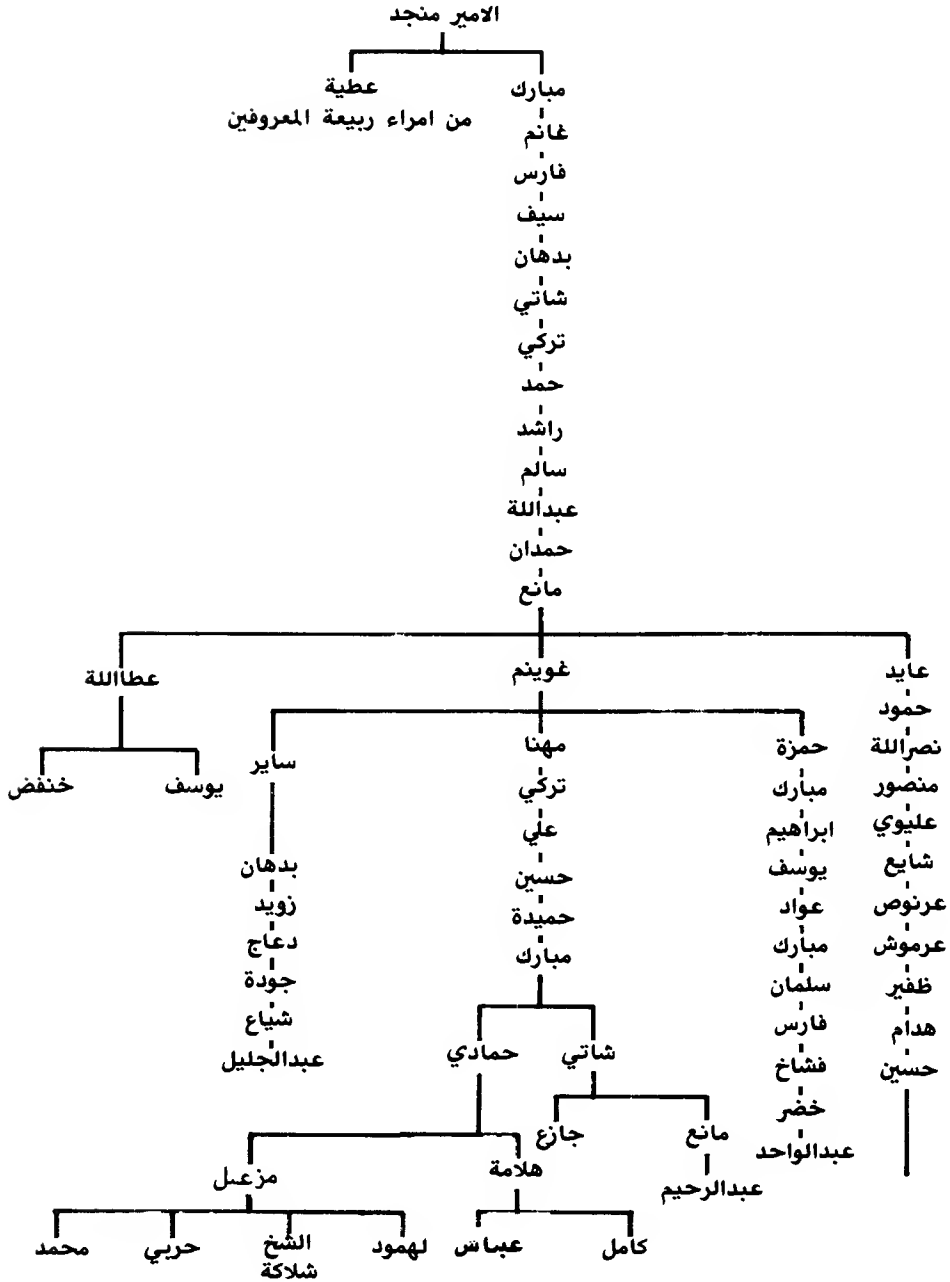 الامير منجد
مبارك
عطية
من امراء ربيعة المعروفين
غانم
فارس
سيف
بدهان
شاتي
تركي
حمد
راشد
سالم
عبداللة
حمدان
مانع
عايد
غوينم
عطااللة
حمود
نصراللة
منصور
عليوي
شايع
عرنوص
عرموش
ظفير
هدام
حسين
حمزة
مبارك
ابراهيم
يوسف
عواد
مبارك
سلمان
فارس
فشاخ
خضر
عبدالواحد
مهنا
تركي
علي
حسين
حميدة
مبارك
ساير
بدهان
زويد
دعاج
جودة
شياع
عبدالجليل
يوسف
خنفض
شاتي
حمادي
مانع
جازع
عبدالرحيم
هلامة
مزعل
كامل
عباس
لهمود
الشخ
شلاكة
حربي
محمد